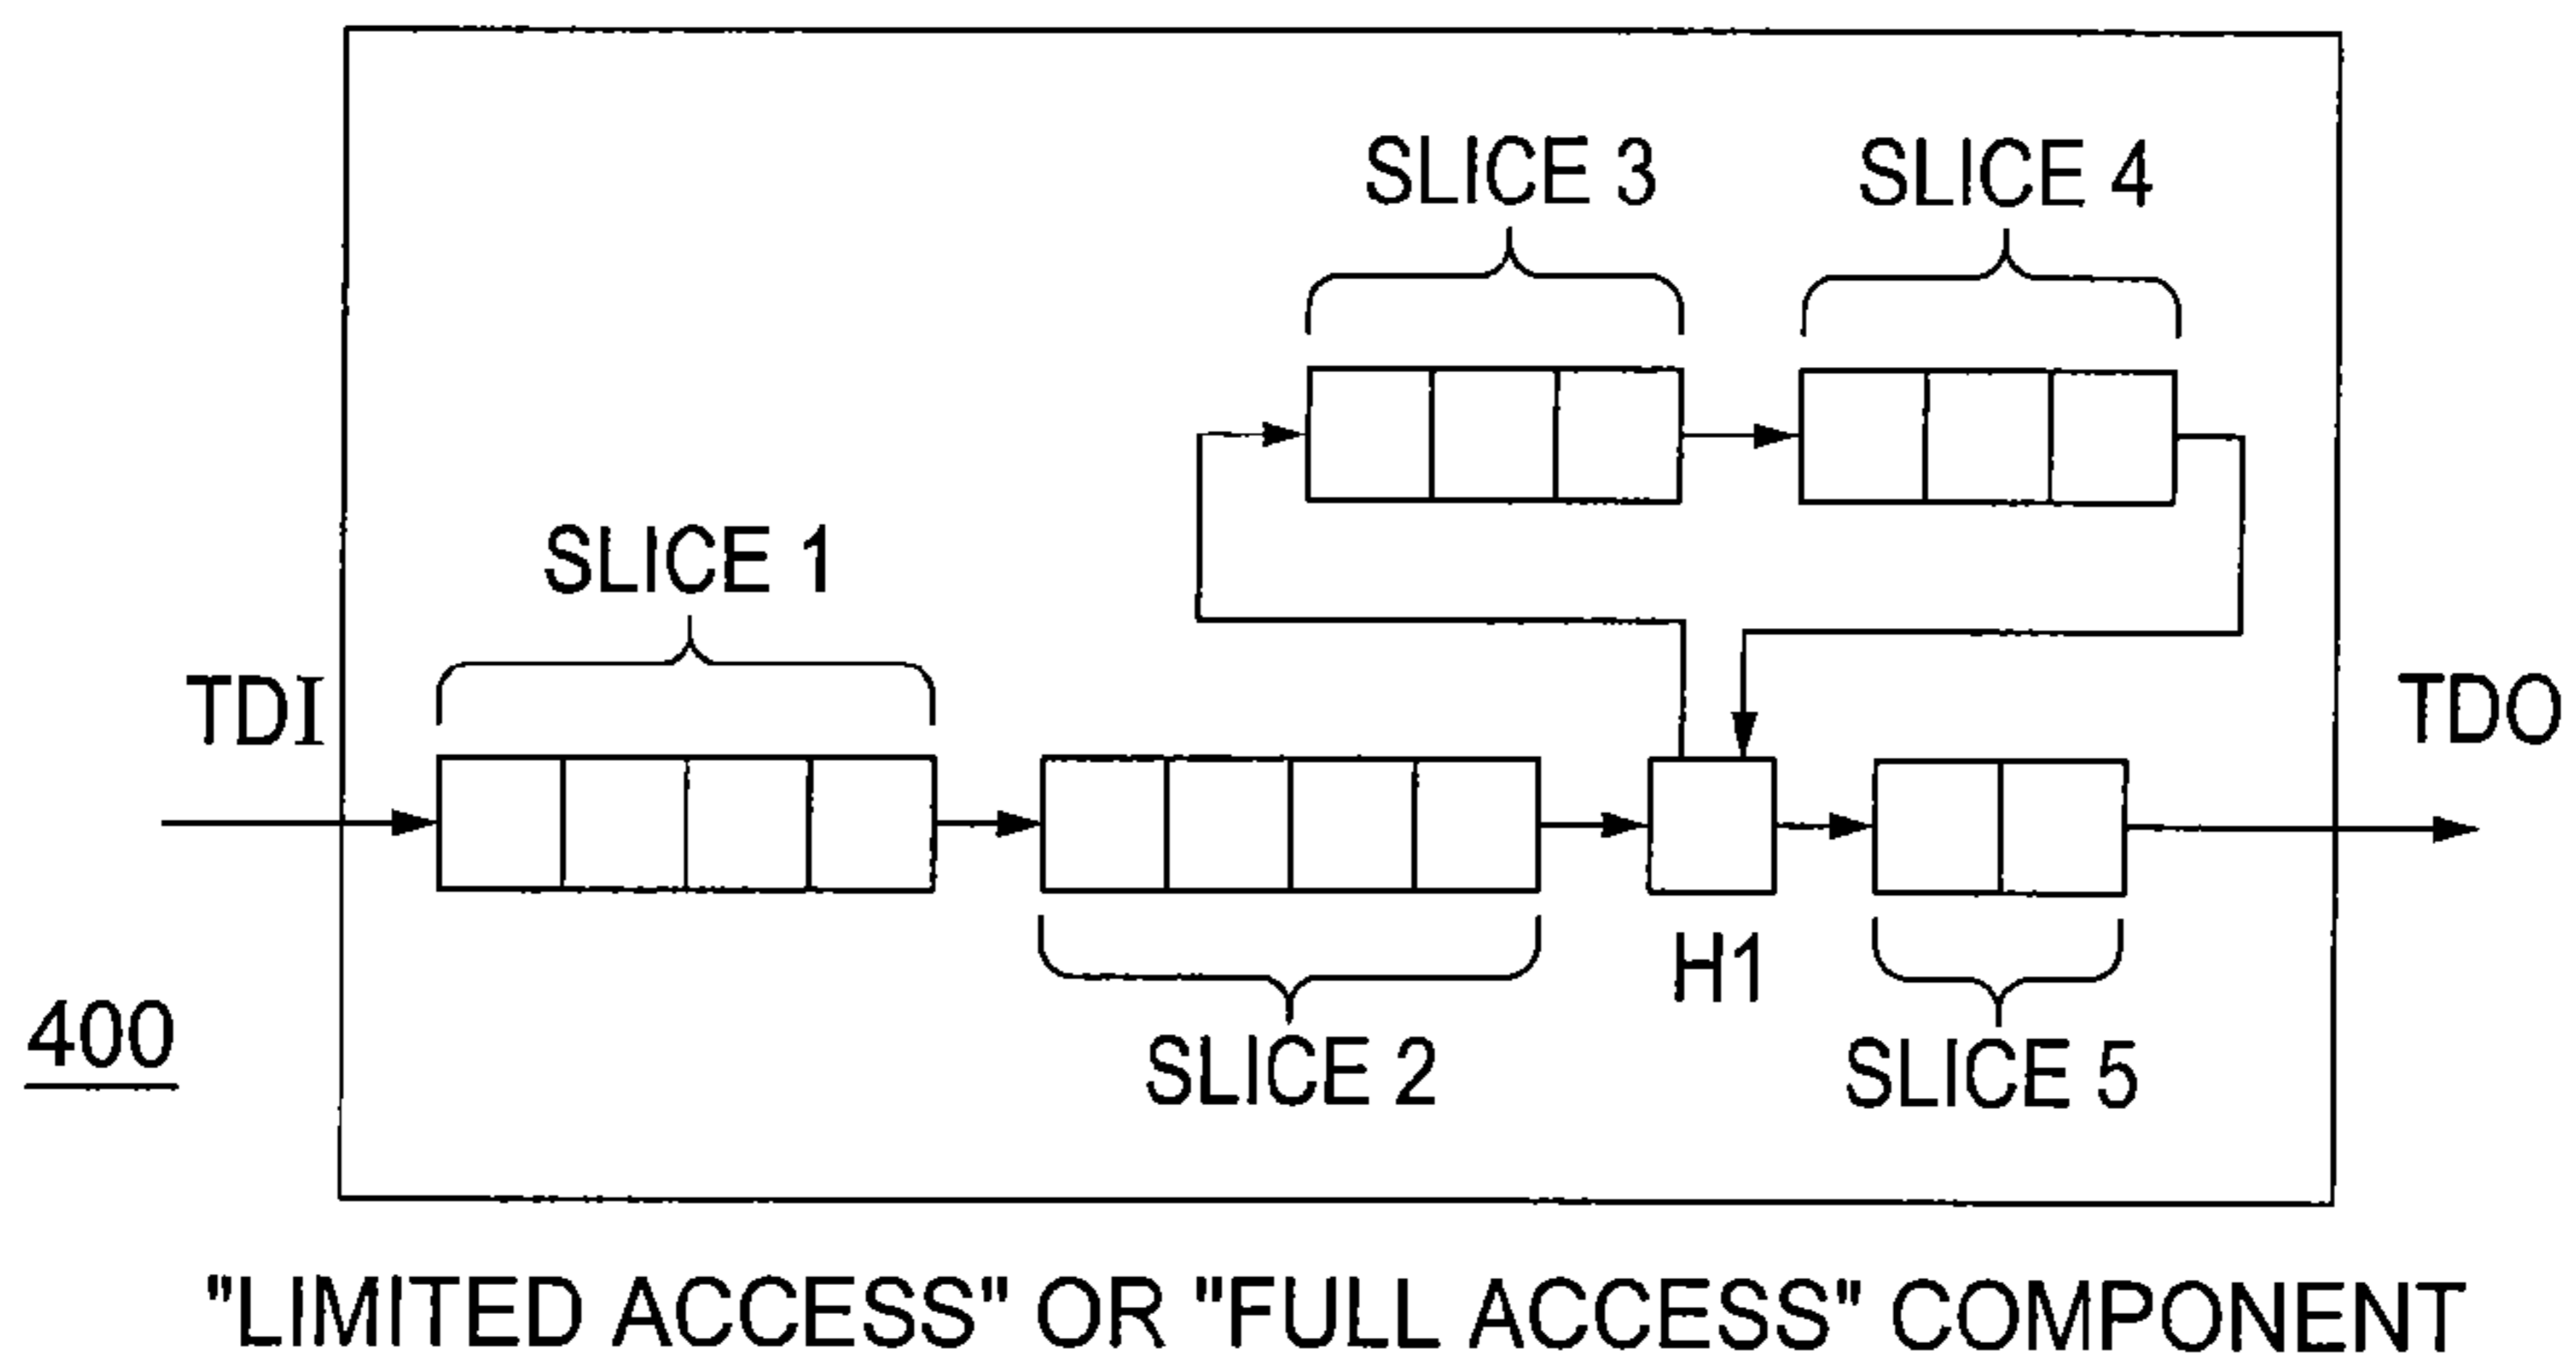 SLICE 3
SLICE 4
SLICE 1
TDI
TDO
H1
400
SLICE 2
SLICE 5
"LIMITED ACCESS" OR "FULL ACCESS" COMPONENT